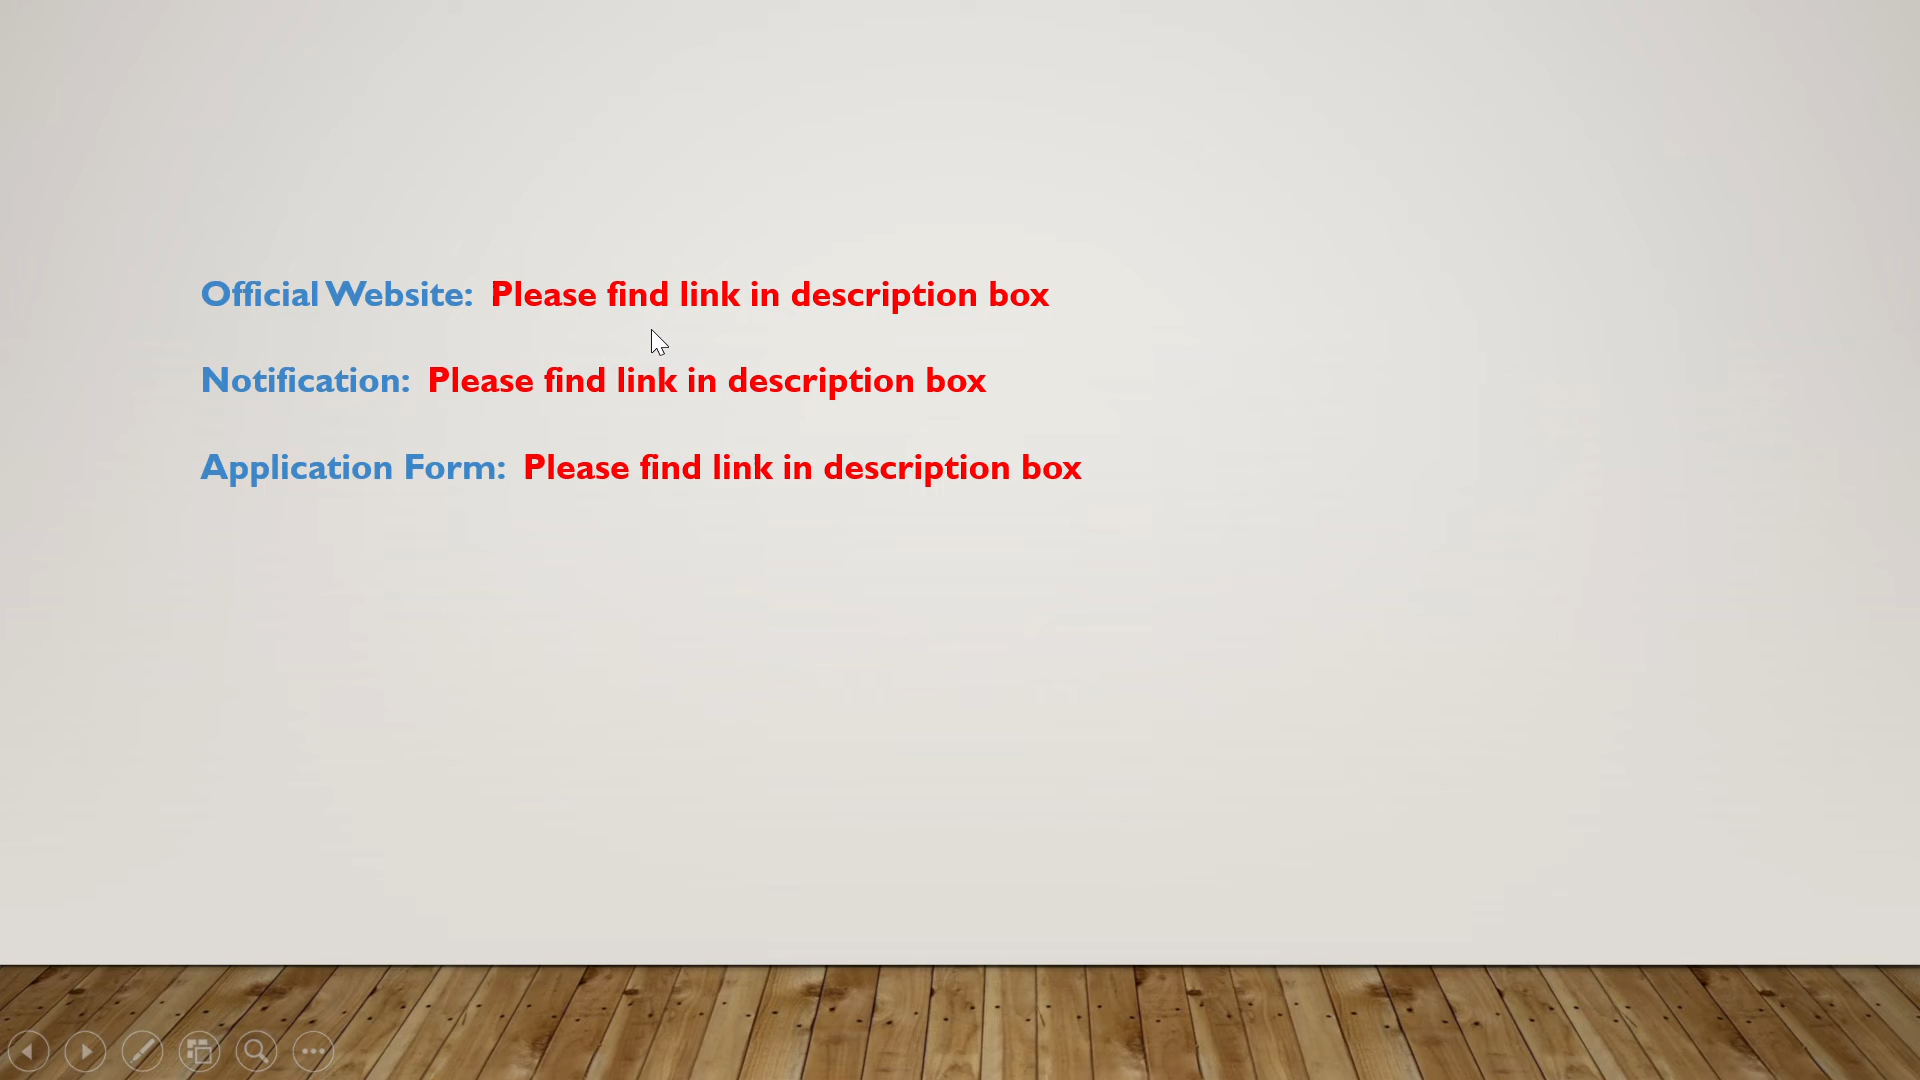 Official Website: Please find link in description box
Notification: Please find link in description box
Application Form: Please find link in description box